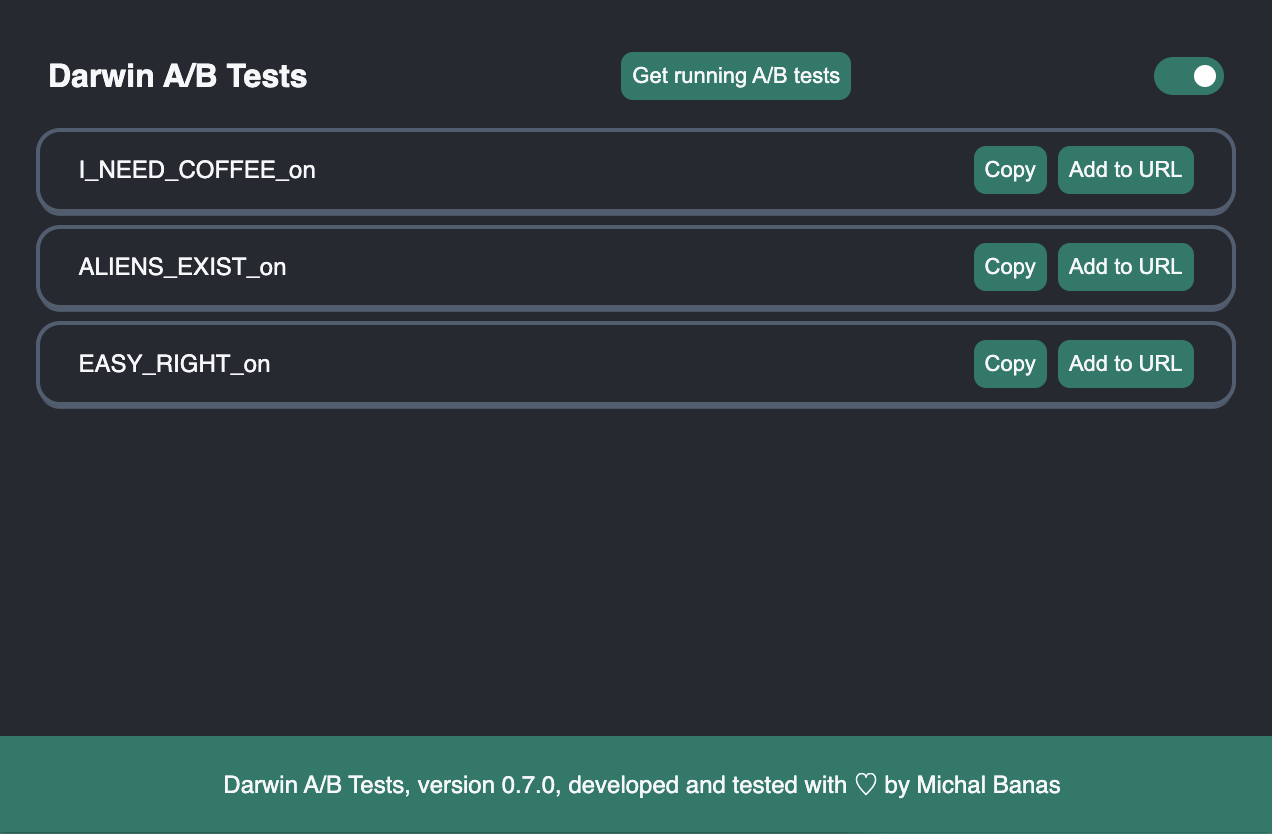 Darwin A/B Tests
Get running A/B tests
I_NEED_COFFEE_on
Copy
Add to URL
ALIENS_EXIST_on
Copy
Add to URL
EASY_RIGHT_on
Copy
Add to URL
Darwin A/B Tests, version 0.7.0, developed and tested with ♡ by Michal Banas